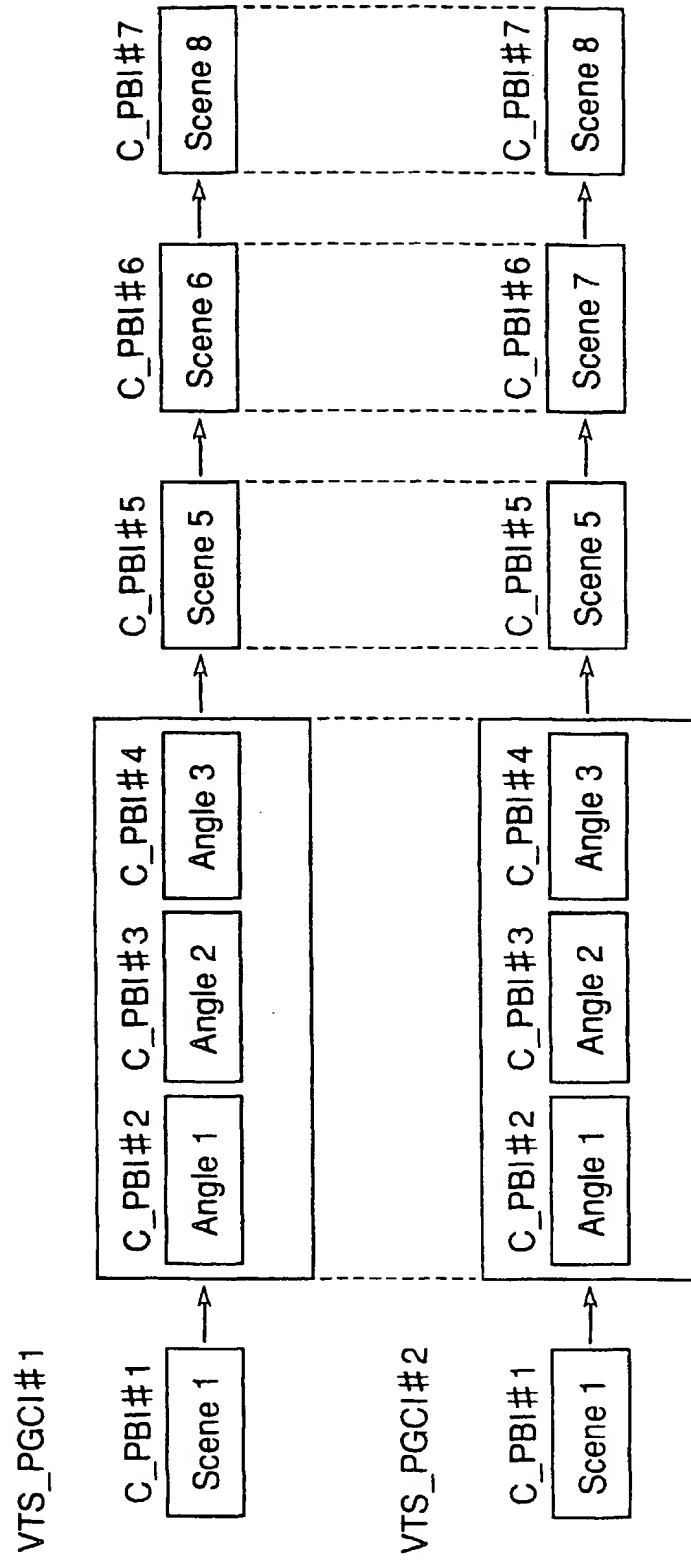 VTS_PGCI#1
C_PBI#1
Scene 1
C_PBI#2
Angle 1
C_PBI#3
Angle 2
C_PBI#4
Angle 3
C_PBI#5
Scene 5
C_PBI#6
Scene 6
C_PBI#7
Scene 8
VTS_PGCI#2
C_PBI#1
Scene 1
C_PBI#2
Angle 1
C_PBI#3
Angle 2
C_PBI#4
Angle 3
C_PBI#5
Scene 5
C_PBI#6
Scene 7
C_PBI#7
Scene 8